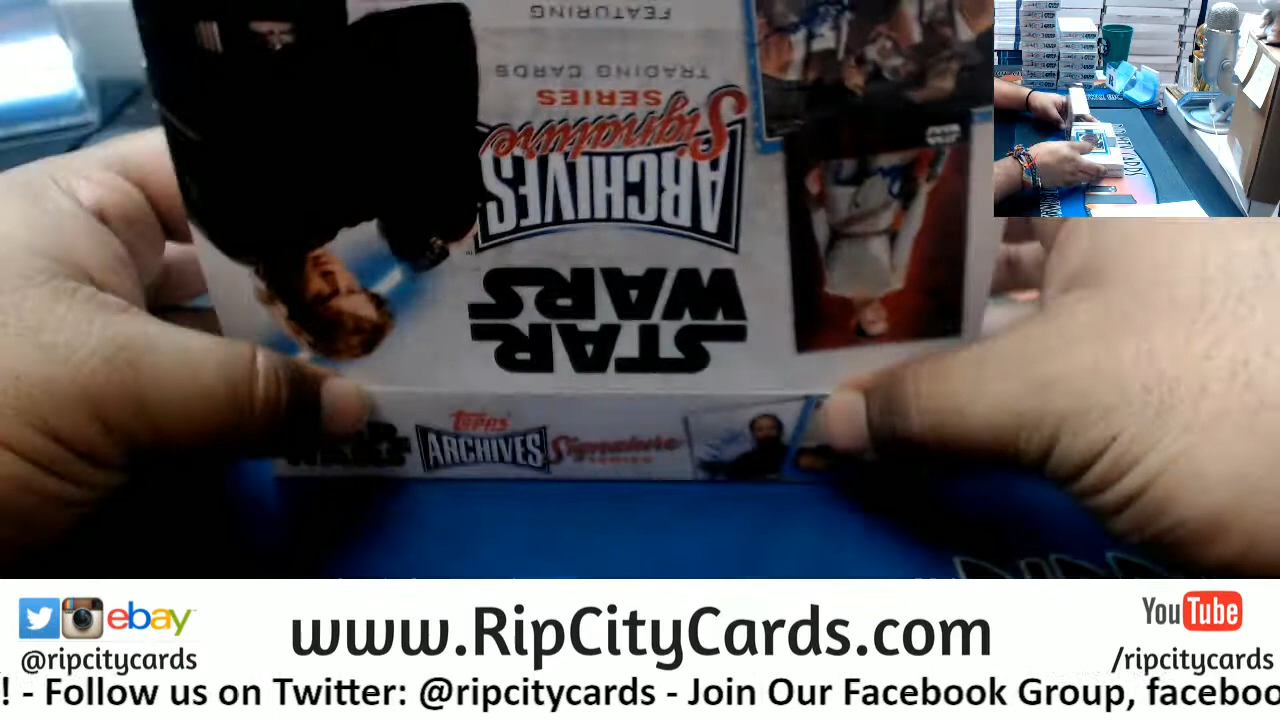 FEATURING
TRADING CARDS
SERIES
Signature
ARCHIVES
STAR
WARS
TOPPS
ARCHIVES Signature
SERIES
ebay
www.RipCityCards.com
YouTube
@ripcitycards
/ripcitycards
! - Follow us on Twitter: @ripcitycards - Join Our Facebook Group, faceboo